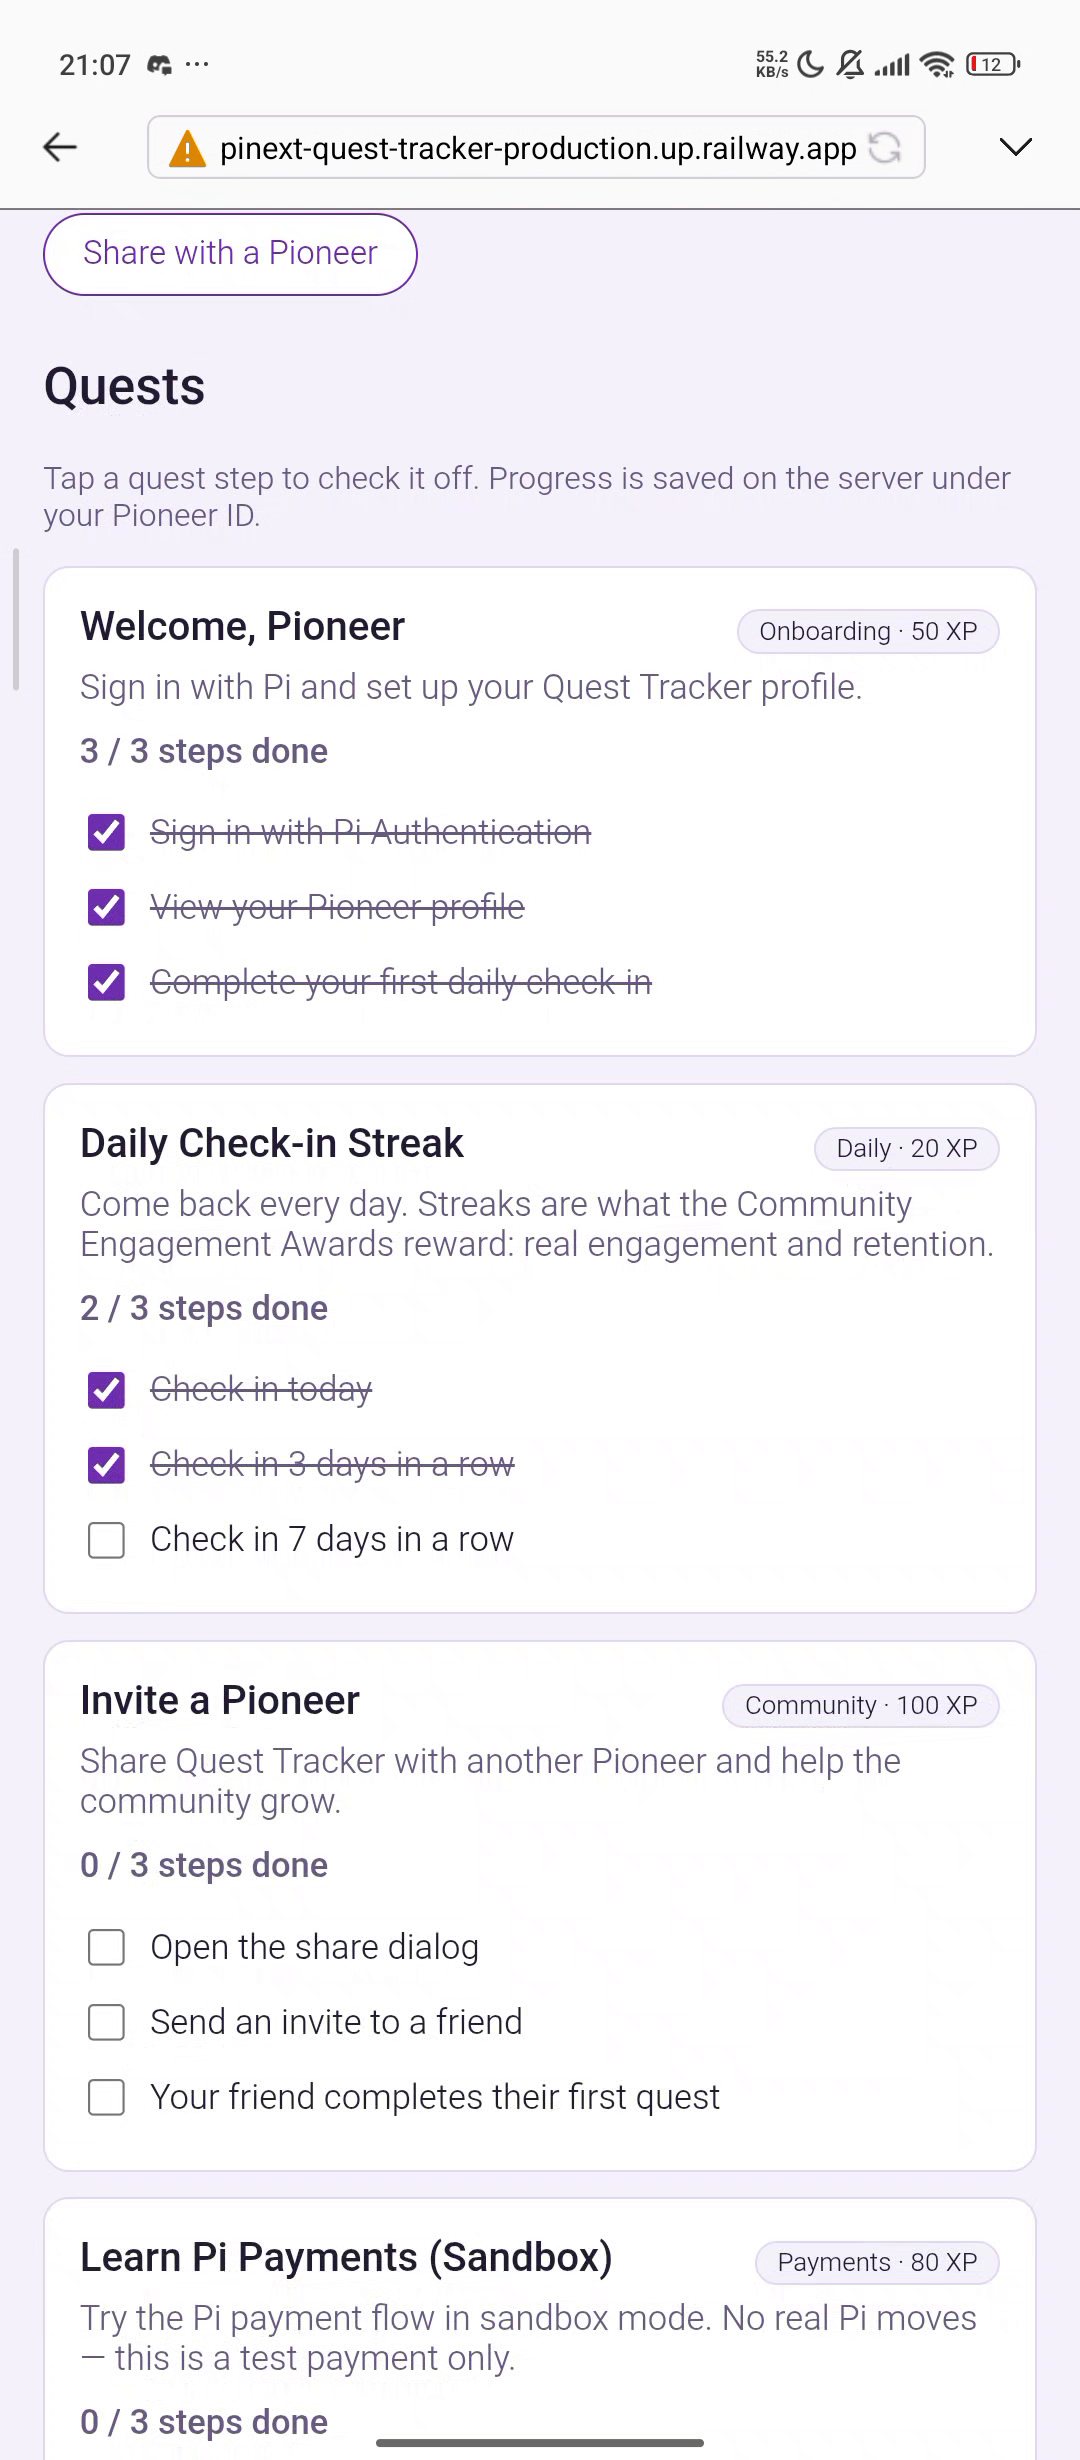 21:07 ...
55.2 KB/s
12
pinext-quest-tracker-production.up.railway.app
Share with a Pioneer
Quests
Tap a quest step to check it off. Progress is saved on the server under
your Pioneer ID.
Welcome, Pioneer
Onboarding · 50 XP
Sign in with Pi and set up your Quest Tracker profile.
3 / 3 steps done
Sign in with Pi Authentication
View your Pioneer profile
Complete your first daily check-in
Daily Check-in Streak
Daily · 20 XP
Come back every day. Streaks are what the Community
Engagement Awards reward: real engagement and retention.
2 / 3 steps done
Check in today
Check in 3 days in a row
Check in 7 days in a row
Invite a Pioneer
Community · 100 XP
Share Quest Tracker with another Pioneer and help the
community grow.
0 / 3 steps done
Open the share dialog
Send an invite to a friend
Your friend completes their first quest
Learn Pi Payments (Sandbox)
Payments · 80 XP
Try the Pi payment flow in sandbox mode. No real Pi moves
— this is a test payment only.
0 / 3 steps done